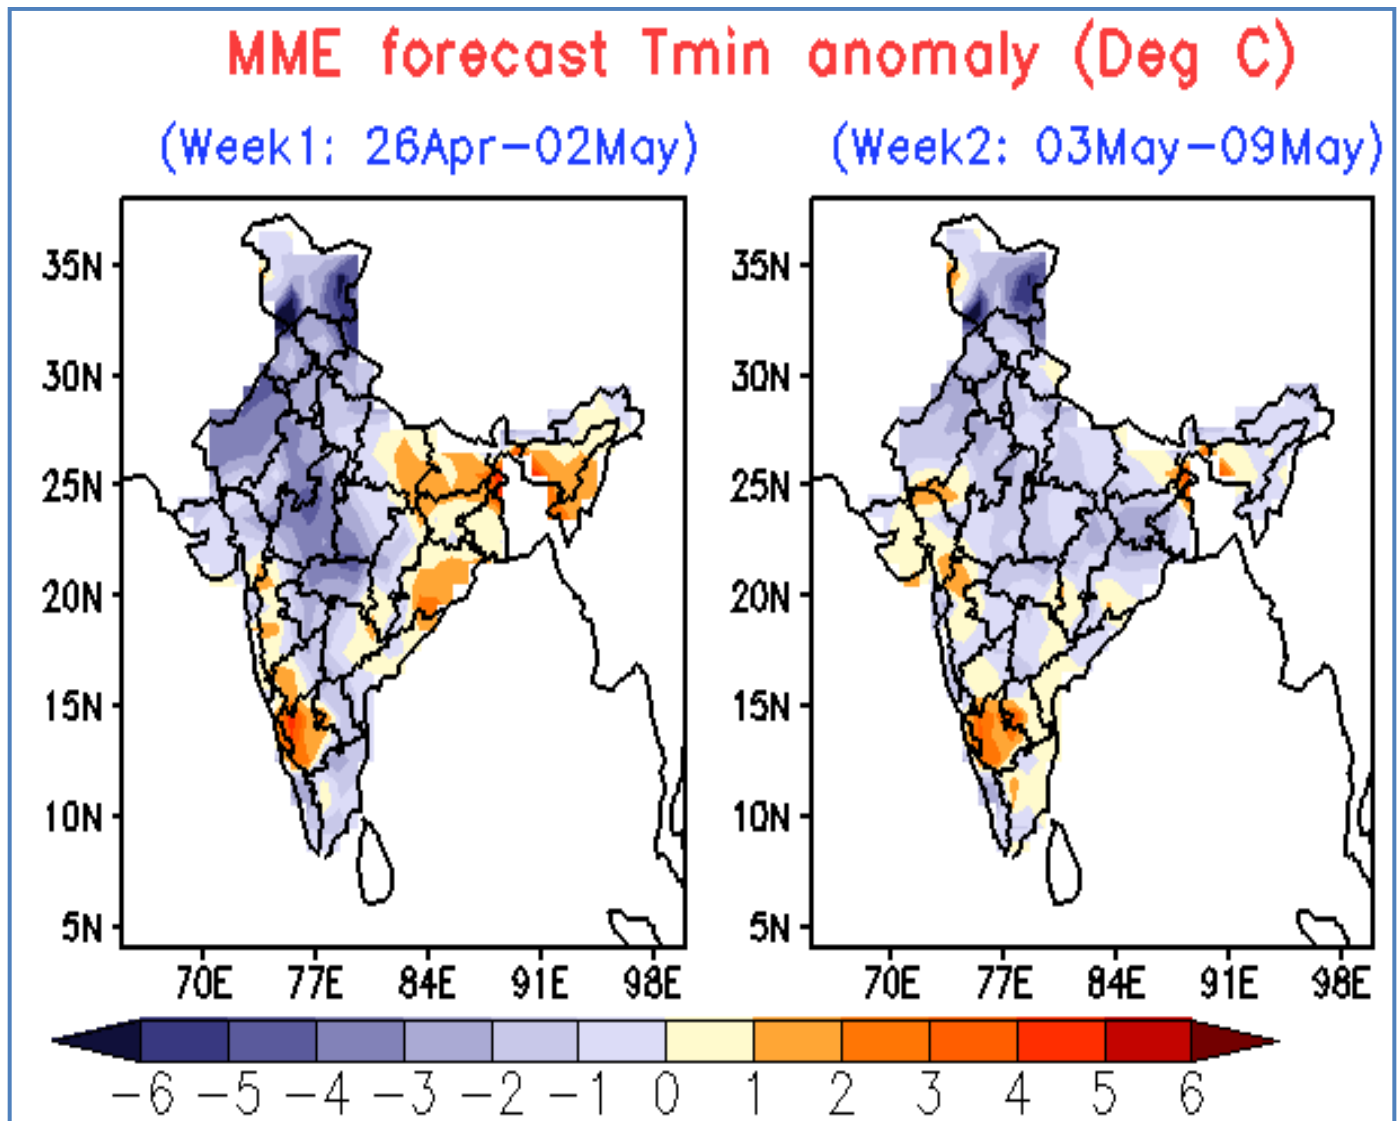 MME forecast Tmin anomaly (Deg C)
(Week1: 26Apr-02May) (Week2: 03May-09May)
35N 35N
30N 30N
25N 25N
20N 20N
15N 15N
10N 10N
5N 5N
70E 77E 84E 91E 98E 70E 77E 84E 91E 98E
-6 -5 -4 -3 -2 -1 0 1 2 3 4 5 6